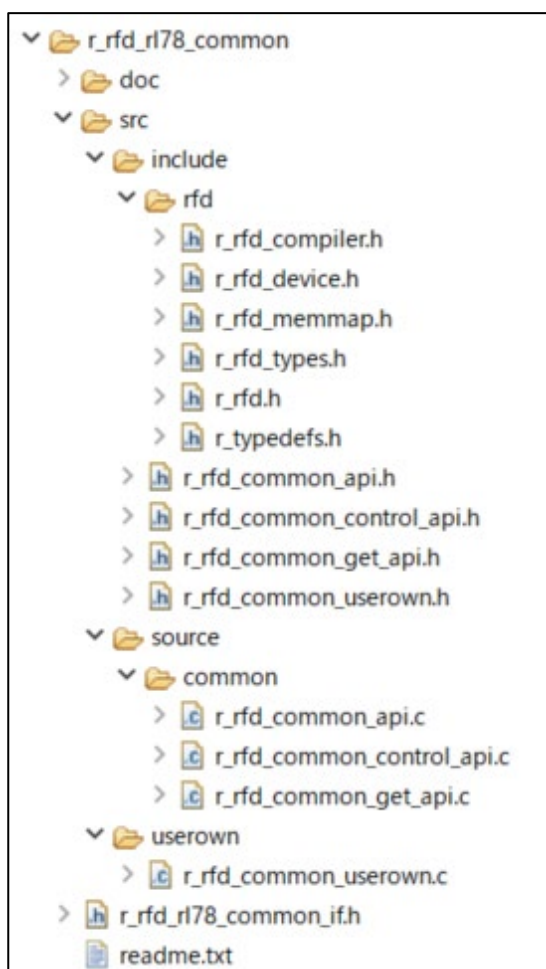 r_rfd_rl78_common
doc
src
include
rfd
r_rfd_compiler.h
r_rfd_device.h
r_rfd_memmap.h
r_rfd_types.h
r_rfd.h
r_typedefs.h
r_rfd_common_api.h
r_rfd_common_control_api.h
r_rfd_common_get_api.h
r_rfd_common_userown.h
source
common
r_rfd_common_api.c
r_rfd_common_control_api.c
r_rfd_common_get_api.c
userown
r_rfd_common_userown.c
r_rfd_rl78_common_if.h
readme.txt